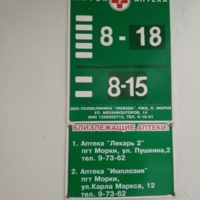 АПТЕКА
8 - 18
8-15
ООО ПОЛИКЛИНИКА "ЛЮБАВА", РМЭ, П. МОРКИ
УЛ. МЕХАНИЗАТОРОВ, 14
БЛИЗЛЕЖАЩИЕ АПТЕКИ:
1. Аптека "Лекарь 2"
пгт Морки, ул. Пушкина,2
тел. 9-73-62
2. Аптека "Имплозия"
пгт Морки,
ул.Карла Маркса, 12
тел. 9-73-62